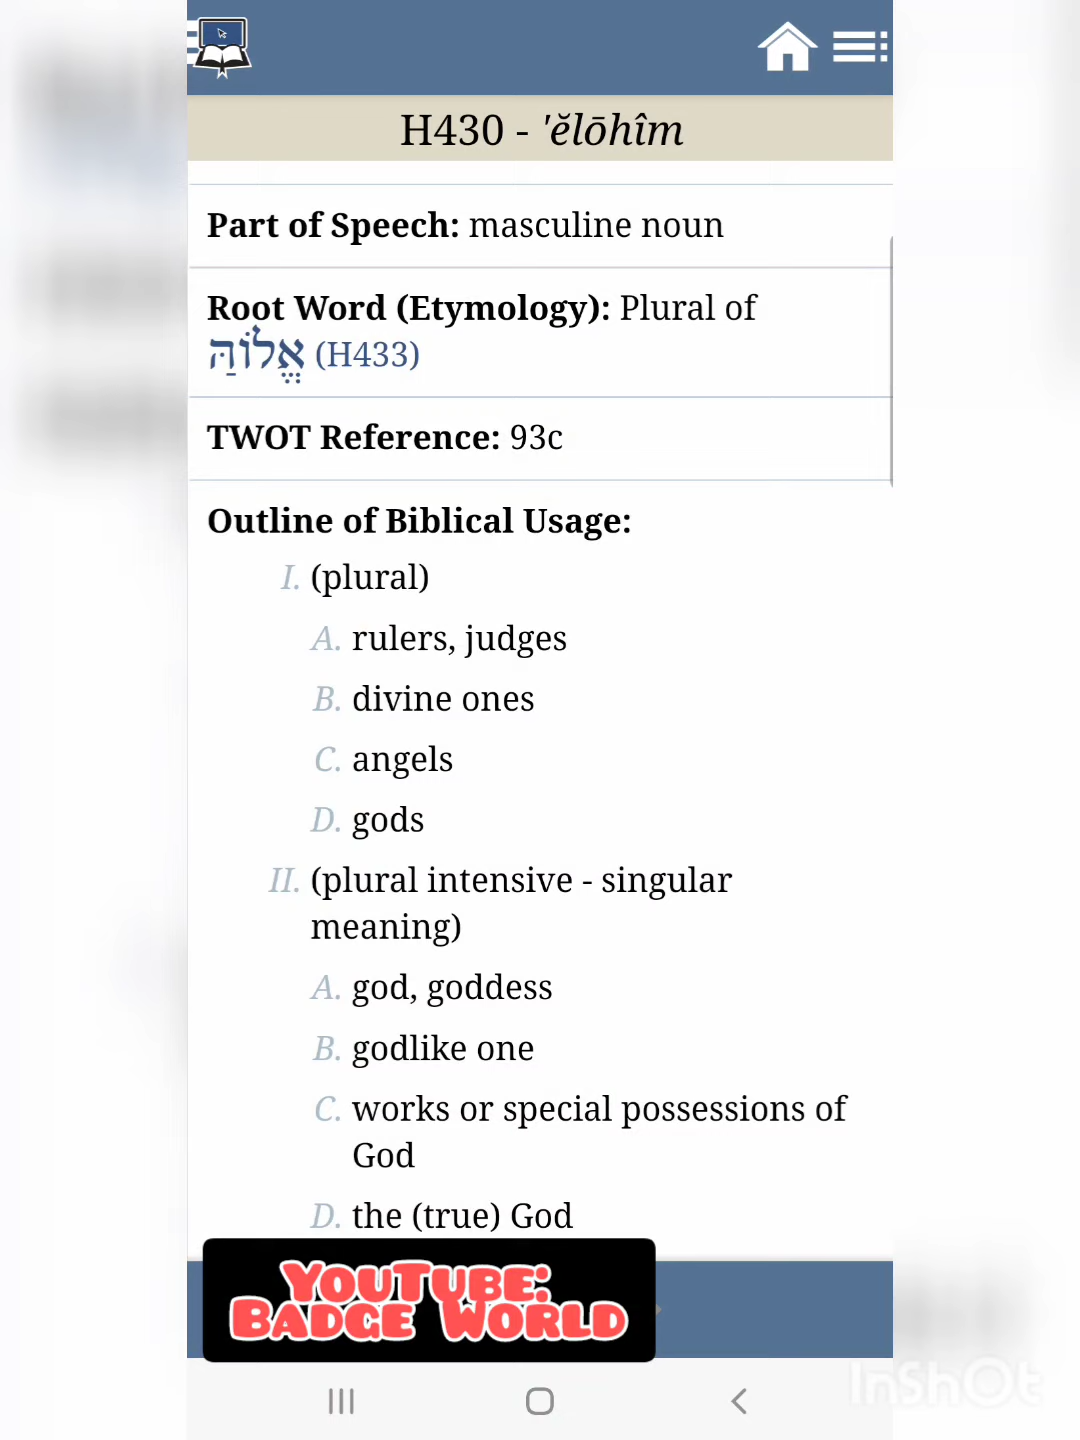 H430 - 'ĕlōhîm
Part of Speech: masculine noun
Root Word (Etymology): Plural of
אֱלוֹהַּ (H433)
TWOT Reference: 93c
Outline of Biblical Usage:
I. (plural)
A. rulers, judges
B. divine ones
C. angels
D. gods
II. (plural intensive - singular
meaning)
A. god, goddess
B. godlike one
C. works or special possessions of
God
D. the (true) God
YouTube:
Badge World
InShOt